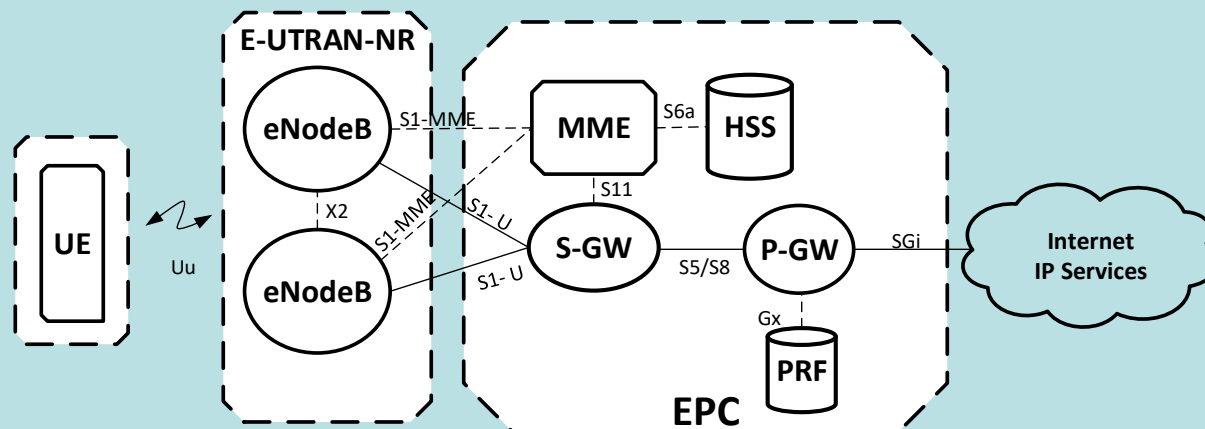 E-UTRAN-NR
eNodeB
S1-MME
MME
S6a
HSS
S11
X2
S1-MME
S1- U
UE
Uu
eNodeB
S1- U
S-GW
S5/S8
P-GW
SGi
Internet
IP Services
Gx
PRF
EPC